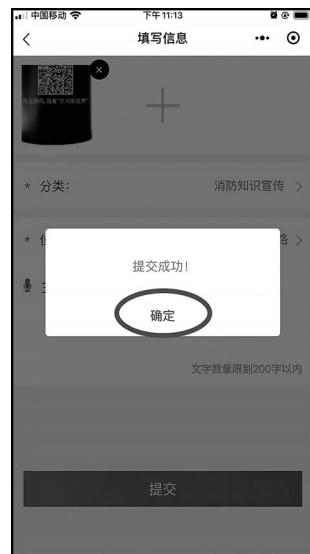 中国移动 下午11:13
填写信息
* 分类: 消防知识宣传 >
* 位 路 >
提交成功!
确定
文字数量限制200字以内
提交